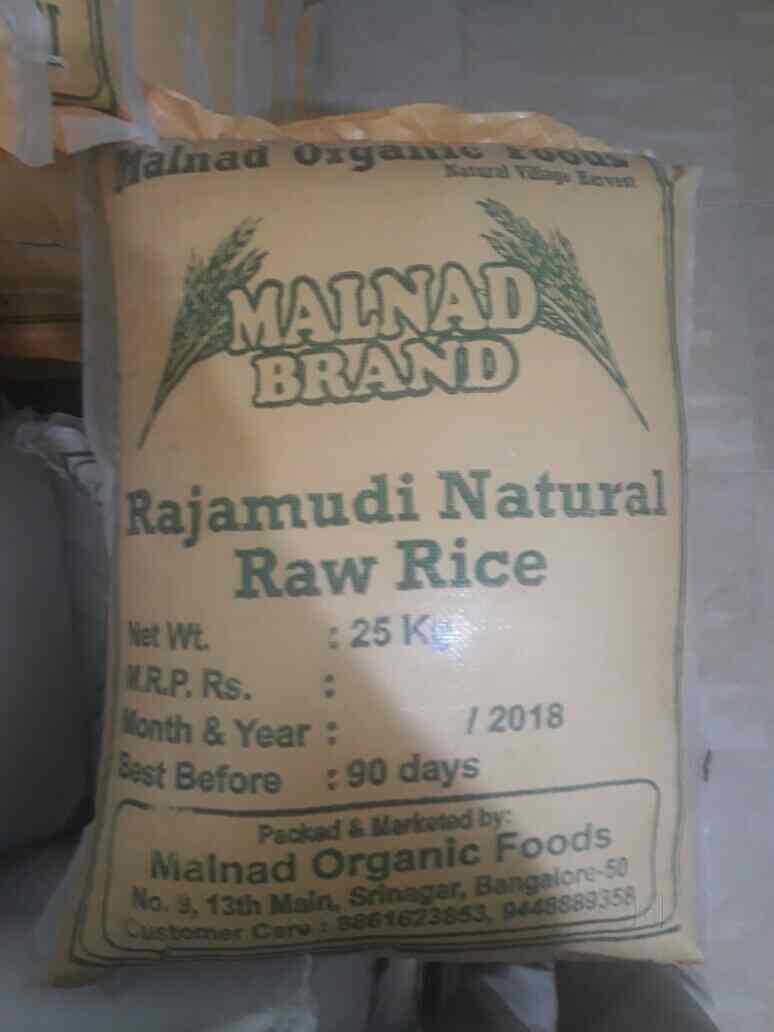 Malnad Organic Foods
Natural Village Harvest
MALNAD
BRAND
Rajamudi Natural
Raw Rice
Net Wt. : 25 Kg
M.R.P. Rs. :
Month & Year : / 2018
Best Before : 90 days
Packed & Marketed by:
Malnad Organic Foods
No. 9, 13th Main, Srinagar, Bangalore-50
Customer Care : 8861623853, 9448889358